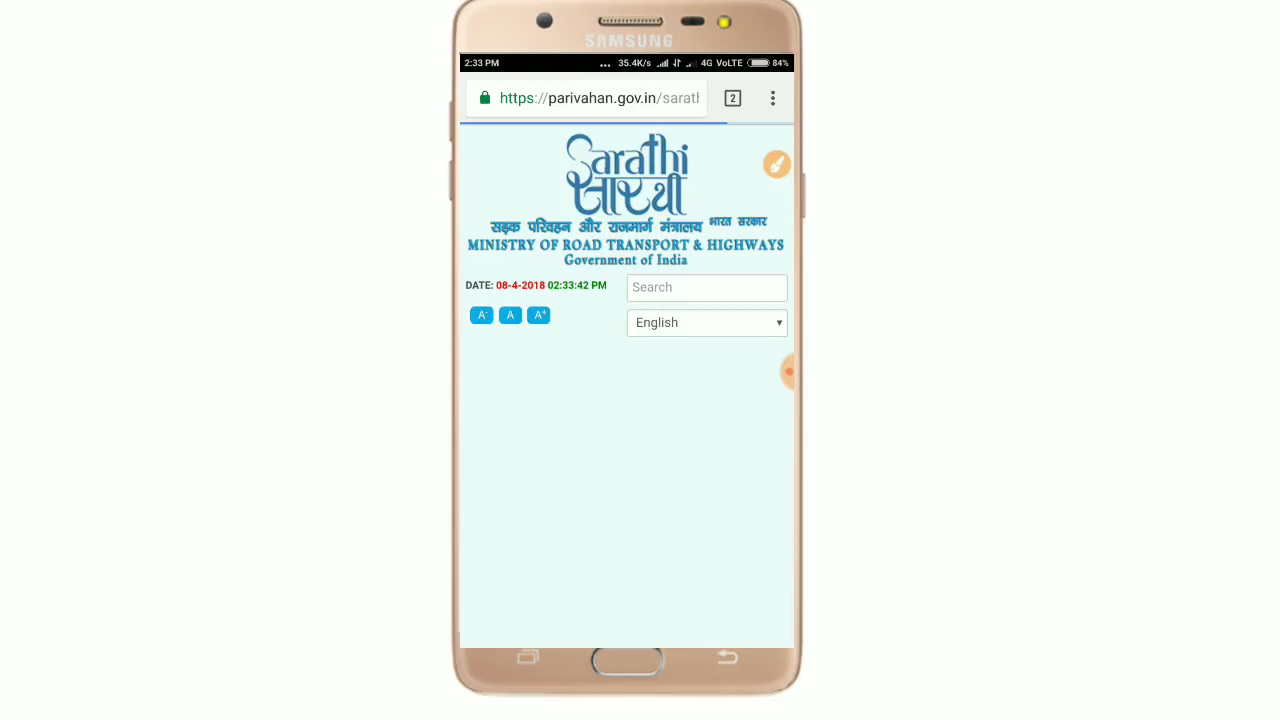 SAMSUNG
2:33 PM ... 35.4K/s 4G VoLTE 84%
https://parivahan.gov.in/sarath 2
Sarathi
सारथी
सड़क परिवहन और राजमार्ग मंत्रालय भारत सरकार
MINISTRY OF ROAD TRANSPORT & HIGHWAYS
Government of India
DATE: 08-4-2018 02:33:42 PM Search
A- A A+ English